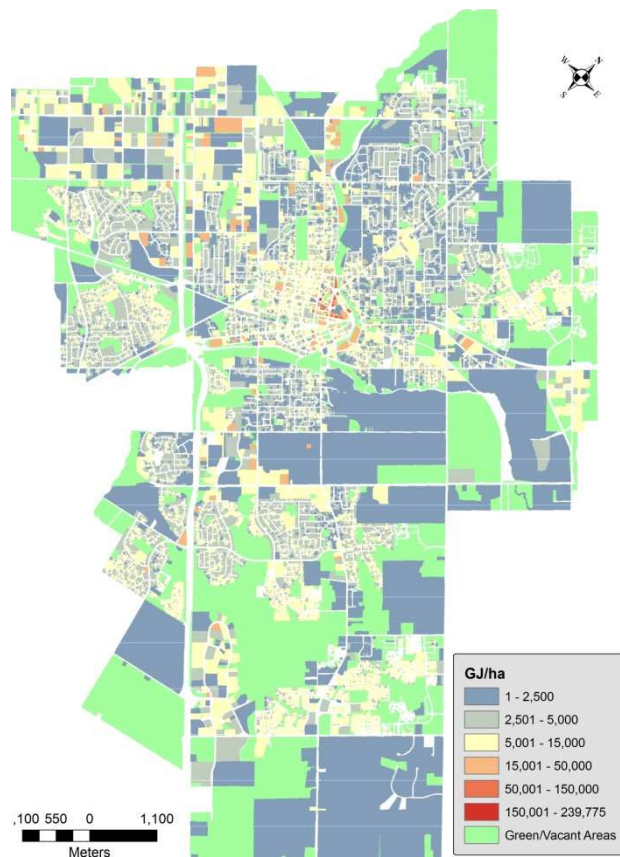 W N
S E
GJ/ha
1 - 2,500
2,501 - 5,000
5,001 - 15,000
15,001 - 50,000
50,001 - 150,000
150,001 - 239,775
Green/Vacant Areas
,100 550 0 1,100
Meters